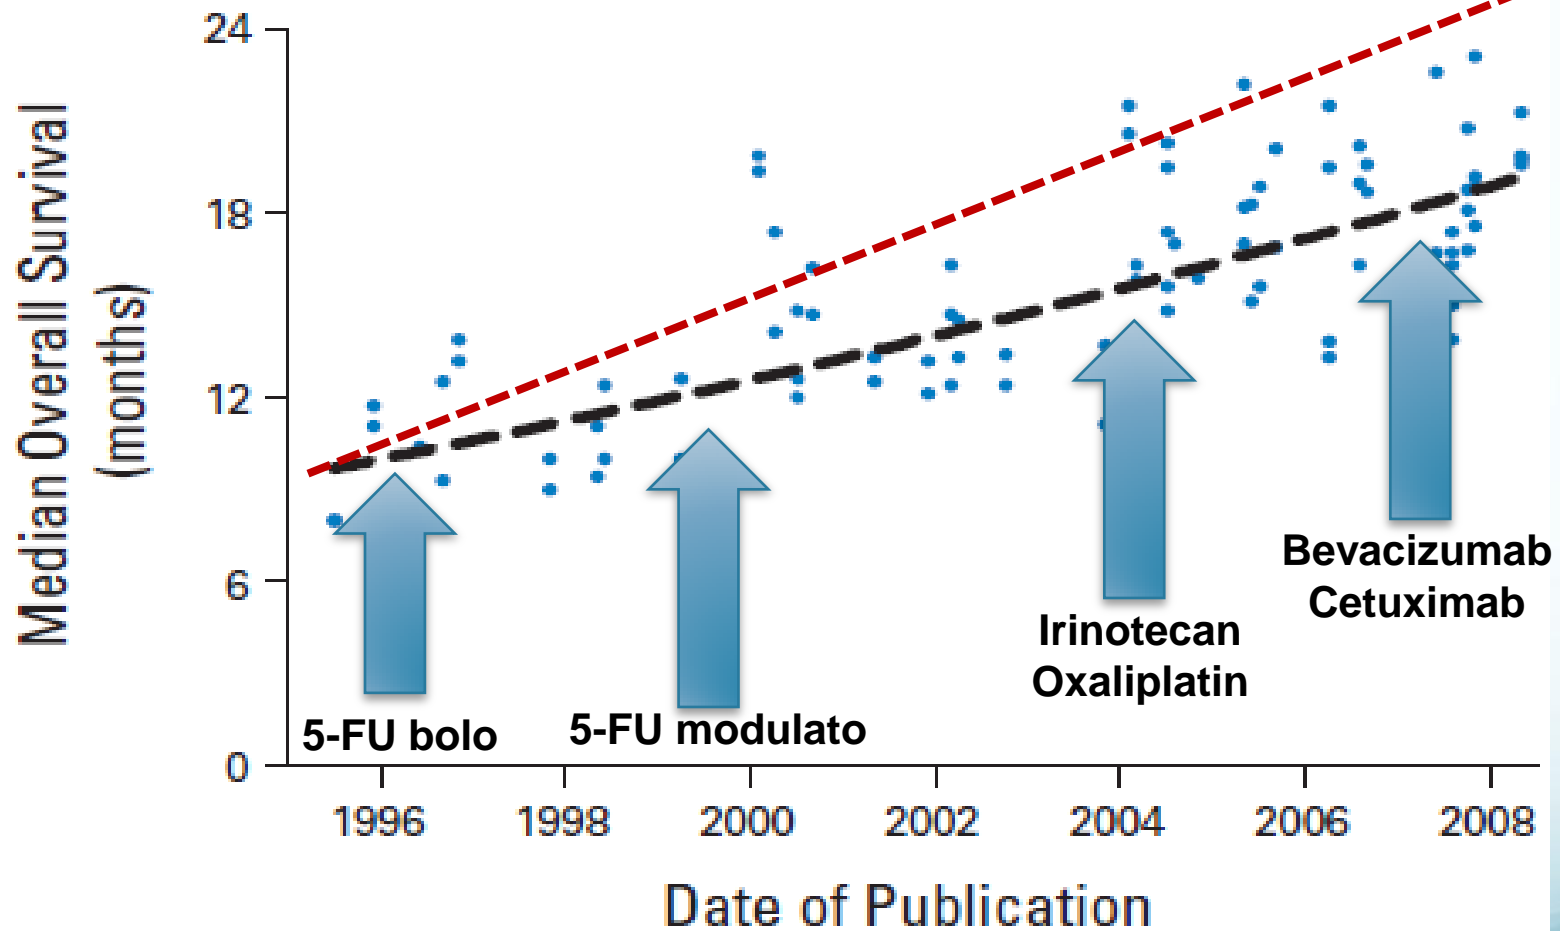 Median Overall Survival
(months)
24
18
12
6
0
5-FU bolo
5-FU modulato
Irinotecan
Oxaliplatin
Bevacizumab
Cetuximab
1996 1998 2000 2002 2004 2006 2008
Date of Publication